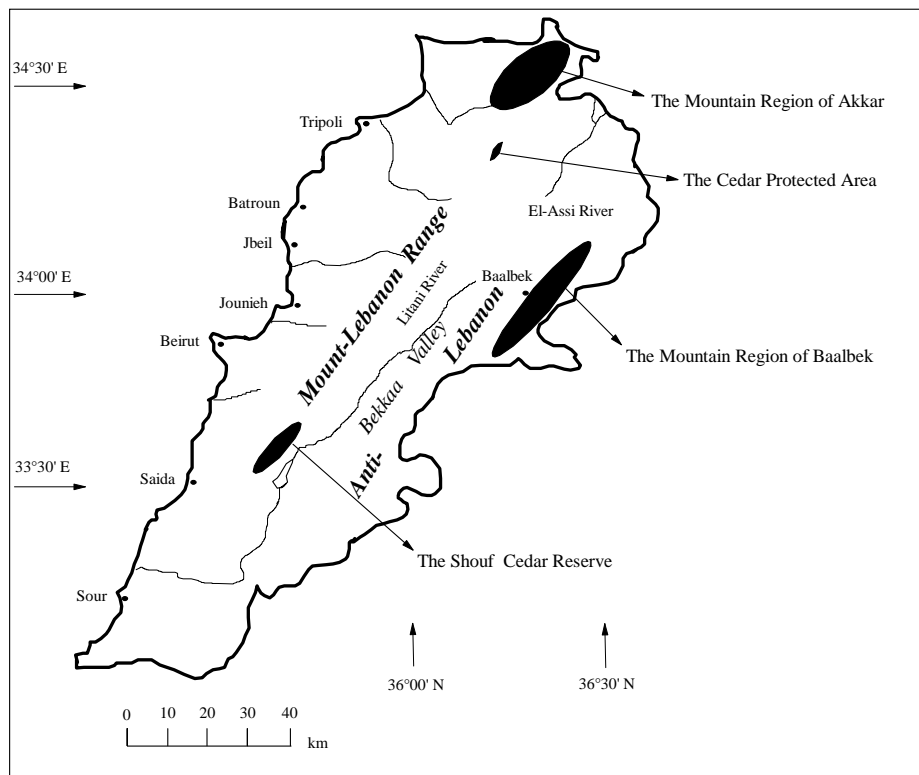 34°30' E
The Mountain Region of Akkar
Tripoli
The Cedar Protected Area
Batroun
El-Assi River
Jbeil
Mount-Lebanon Range
Litani River
Baalbek
34°00' E
Jounieh
Beirut
The Mountain Region of Baalbek
Bekkaa Valley
Anti- Lebanon
33°30' E
Saida
The Shouf Cedar Reserve
Sour
36°00' N
36°30' N
0 10 20 30 40
km